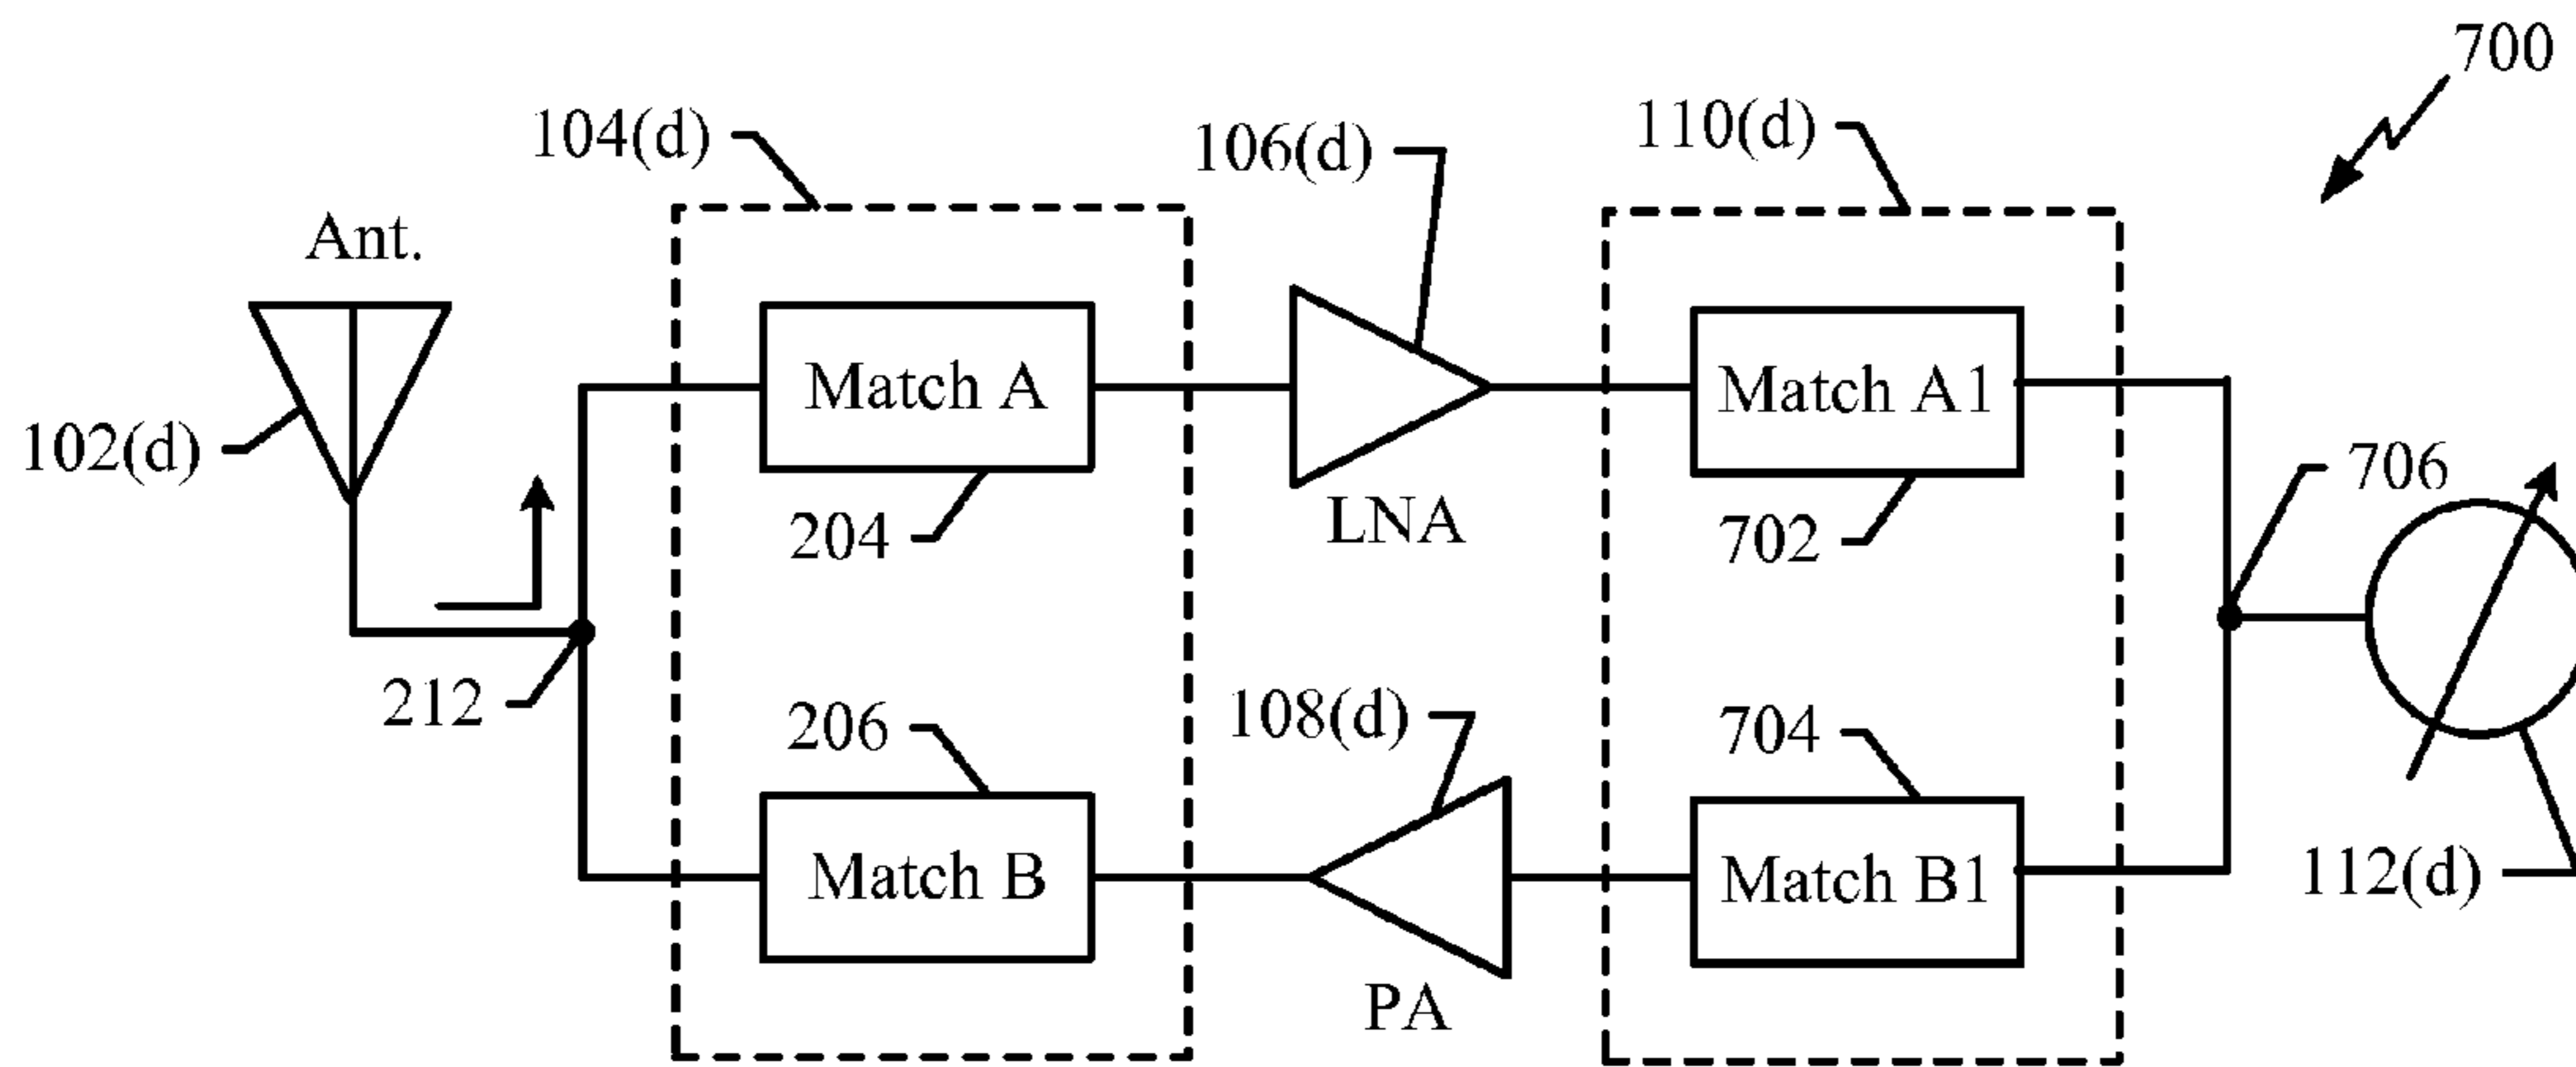 700
104(d)
106(d)
110(d)
Ant.
Match A
Match A1
102(d)
204
LNA
702
706
212
206
108(d)
704
Match B
Match B1
112(d)
PA